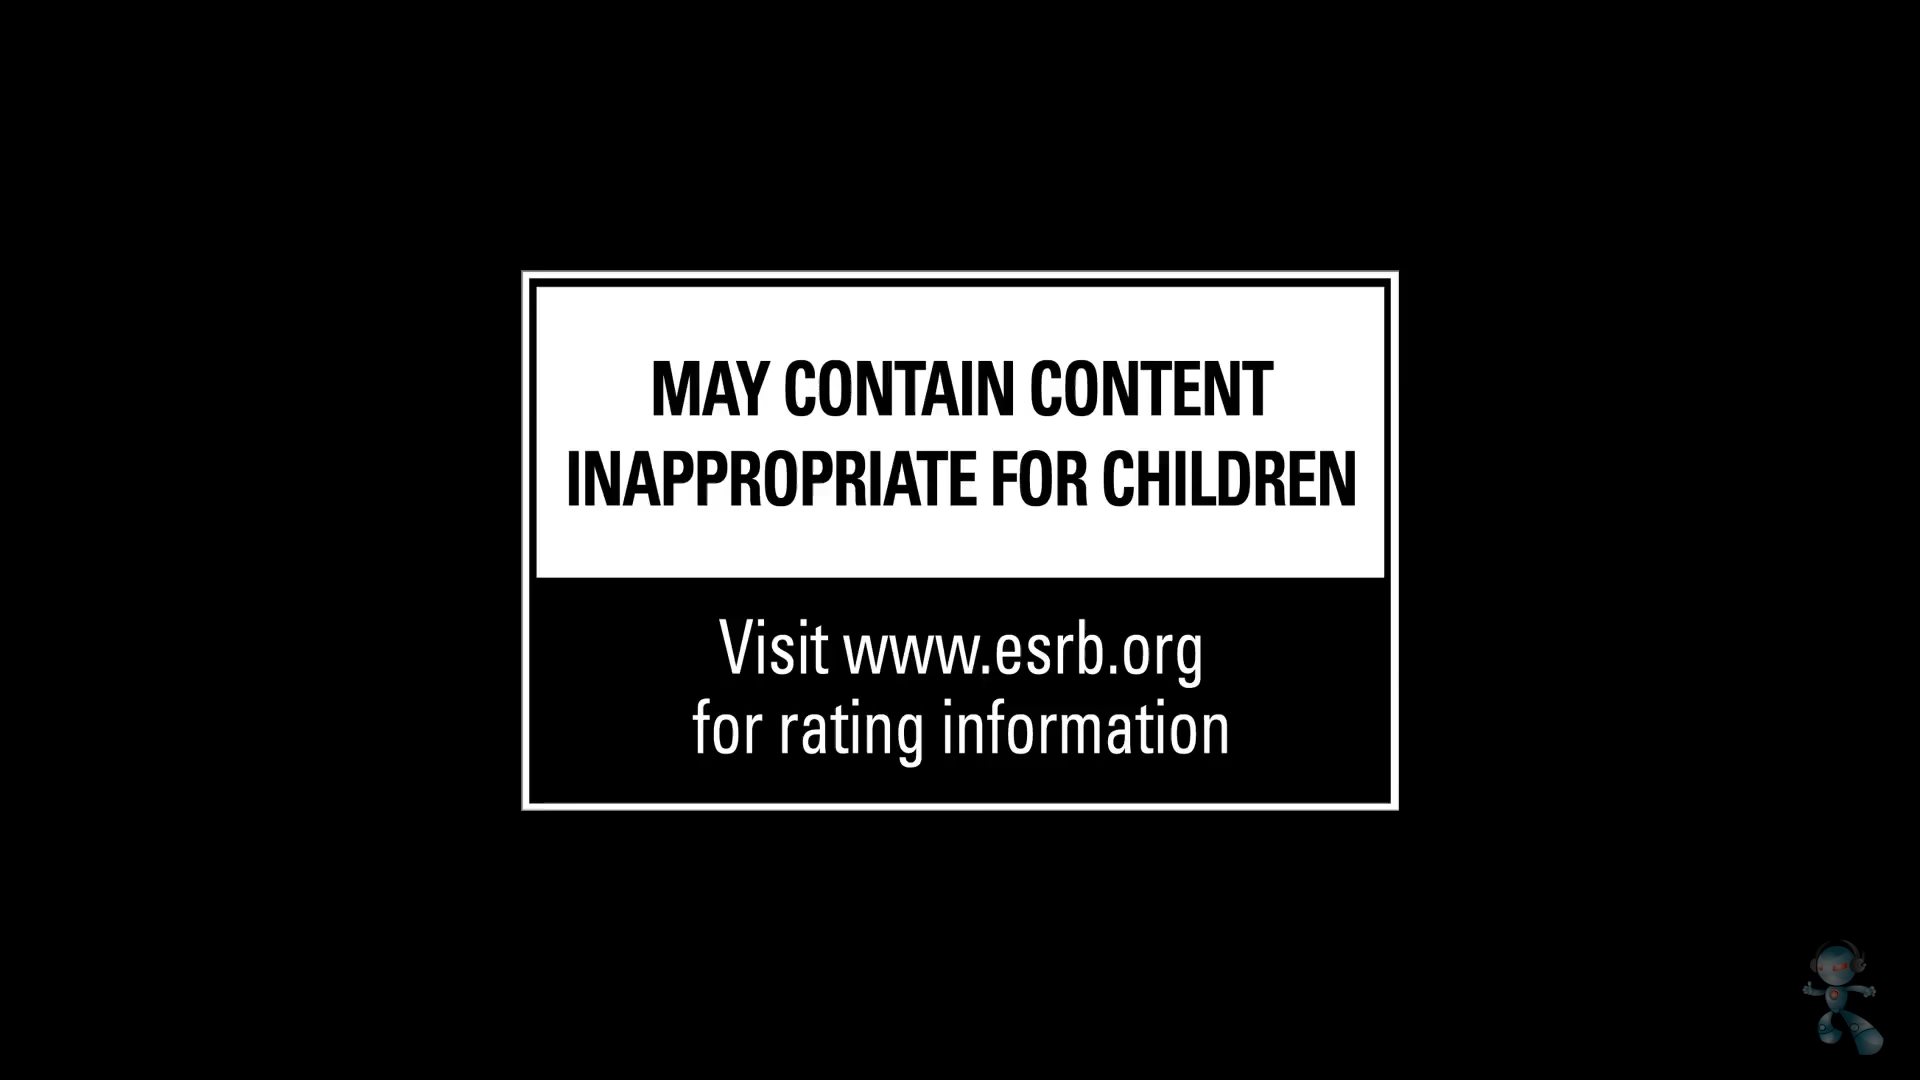 MAY CONTAIN CONTENT
INAPPROPRIATE FOR CHILDREN
Visit www.esrb.org
for rating information